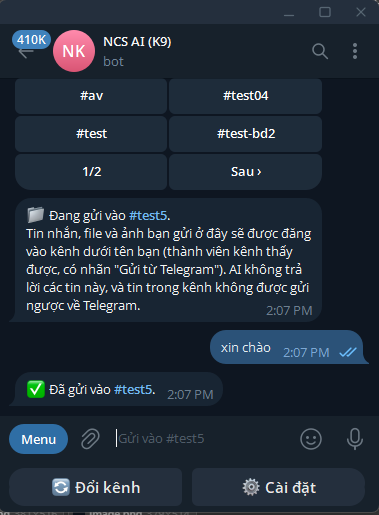 410K
NK
NCS AI (K9)
bot
#av
#test04
#test
#test-bd2
1/2
Sau ›
📁 Đang gửi vào #test5.
Tin nhắn, file và ảnh bạn gửi ở đây sẽ được đăng
vào kênh dưới tên bạn (thành viên kênh thấy
được, có nhãn "Gửi từ Telegram"). AI không trả
lời các tin này, và tin trong kênh không được gửi
ngược về Telegram.
2:07 PM
xin chào
2:07 PM
✅ Đã gửi vào #test5.
2:07 PM
Menu
Gửi vào #test5
🔄 Đổi kênh
⚙️ Cài đặt